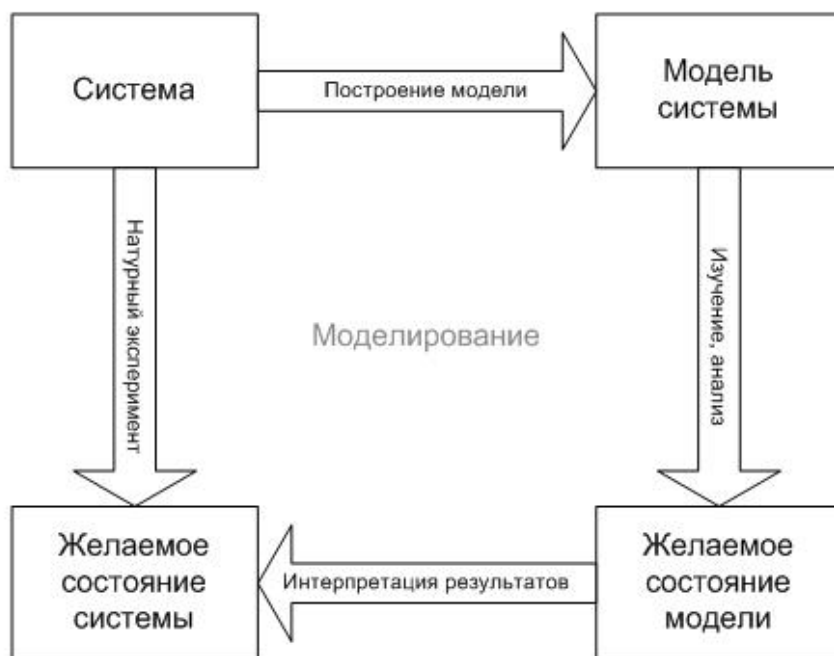 Система
Построение модели
Модель
системы
Натурный эксперимент
Моделирование
Изучение, анализ
Желаемое
состояние
системы
Интерпретация результатов
Желаемое
состояние
модели